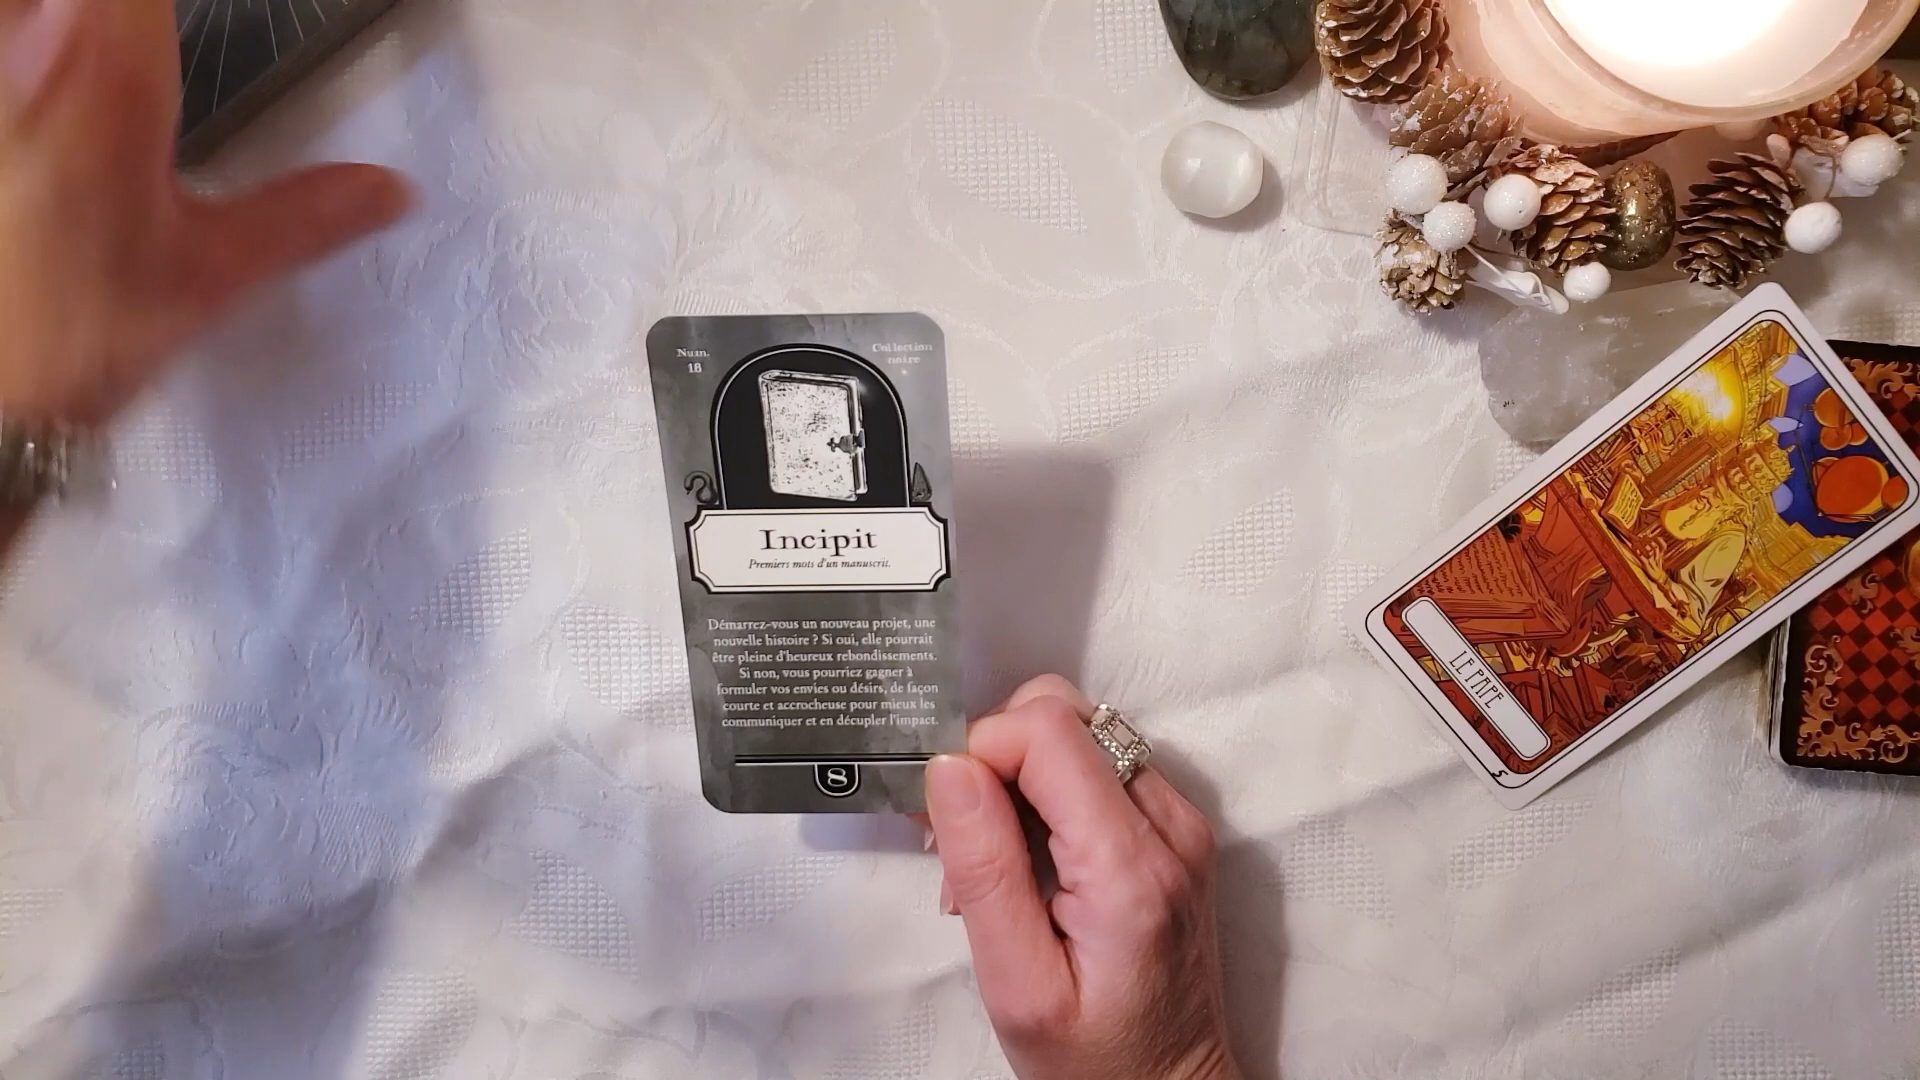 Num.
18
Collection
noire
Incipit
Premiers mots d'un manuscrit.
Démarrez-vous un nouveau projet, une
nouvelle histoire ? Si oui, elle pourrait
être pleine d'heureux rebondissements.
Si non, vous pourriez gagner à
formuler vos envies ou désirs, de façon
courte et accrocheuse pour mieux les
communiquer et en décupler l'impact.
8
LE PAPE
5